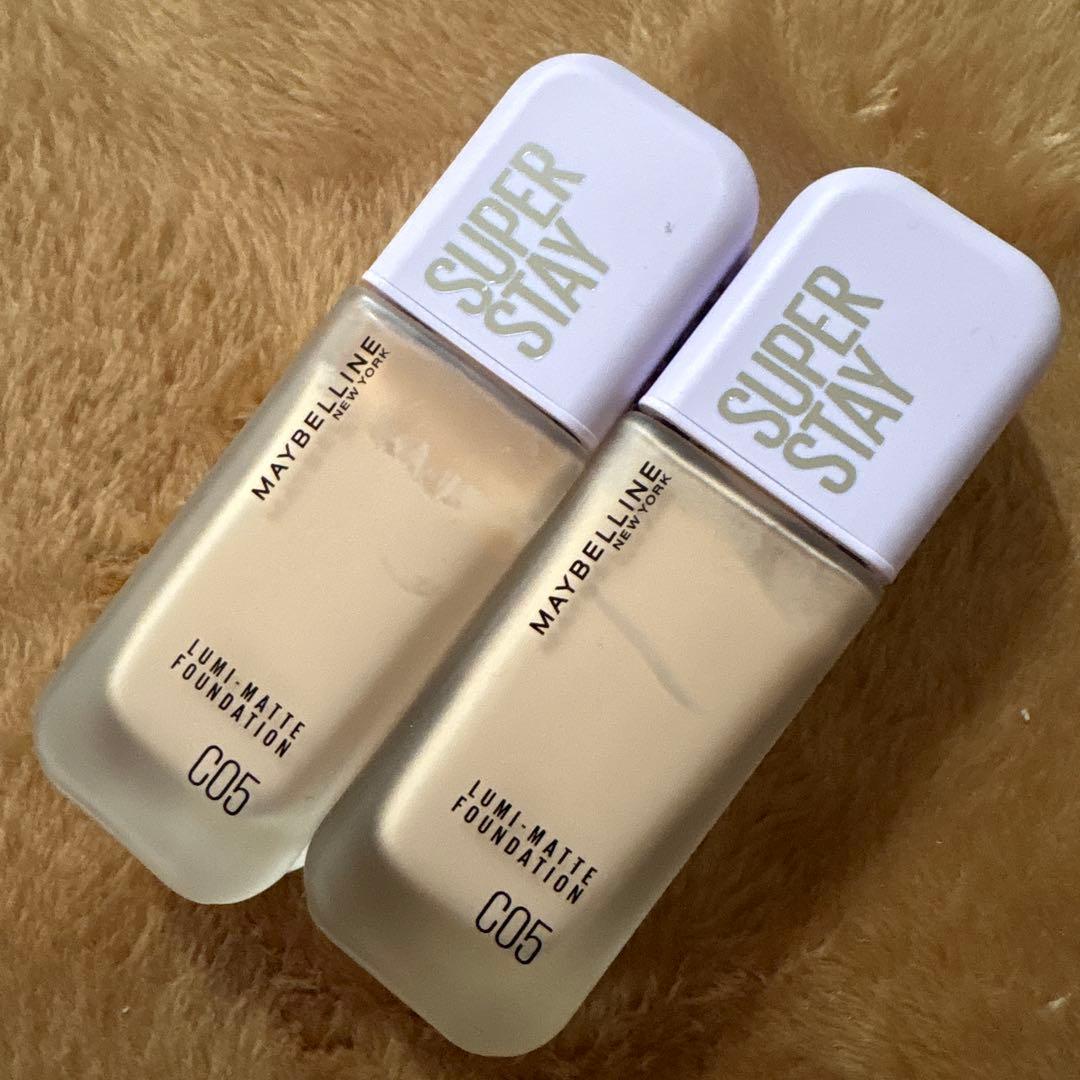 SUPER
STAY
MAYBELLINE
NEW YORK
LUMI-MATTE
FOUNDATION
C05
SUPER
STAY
MAYBELLINE
NEW YORK
LUMI-MATTE
FOUNDATION
C05